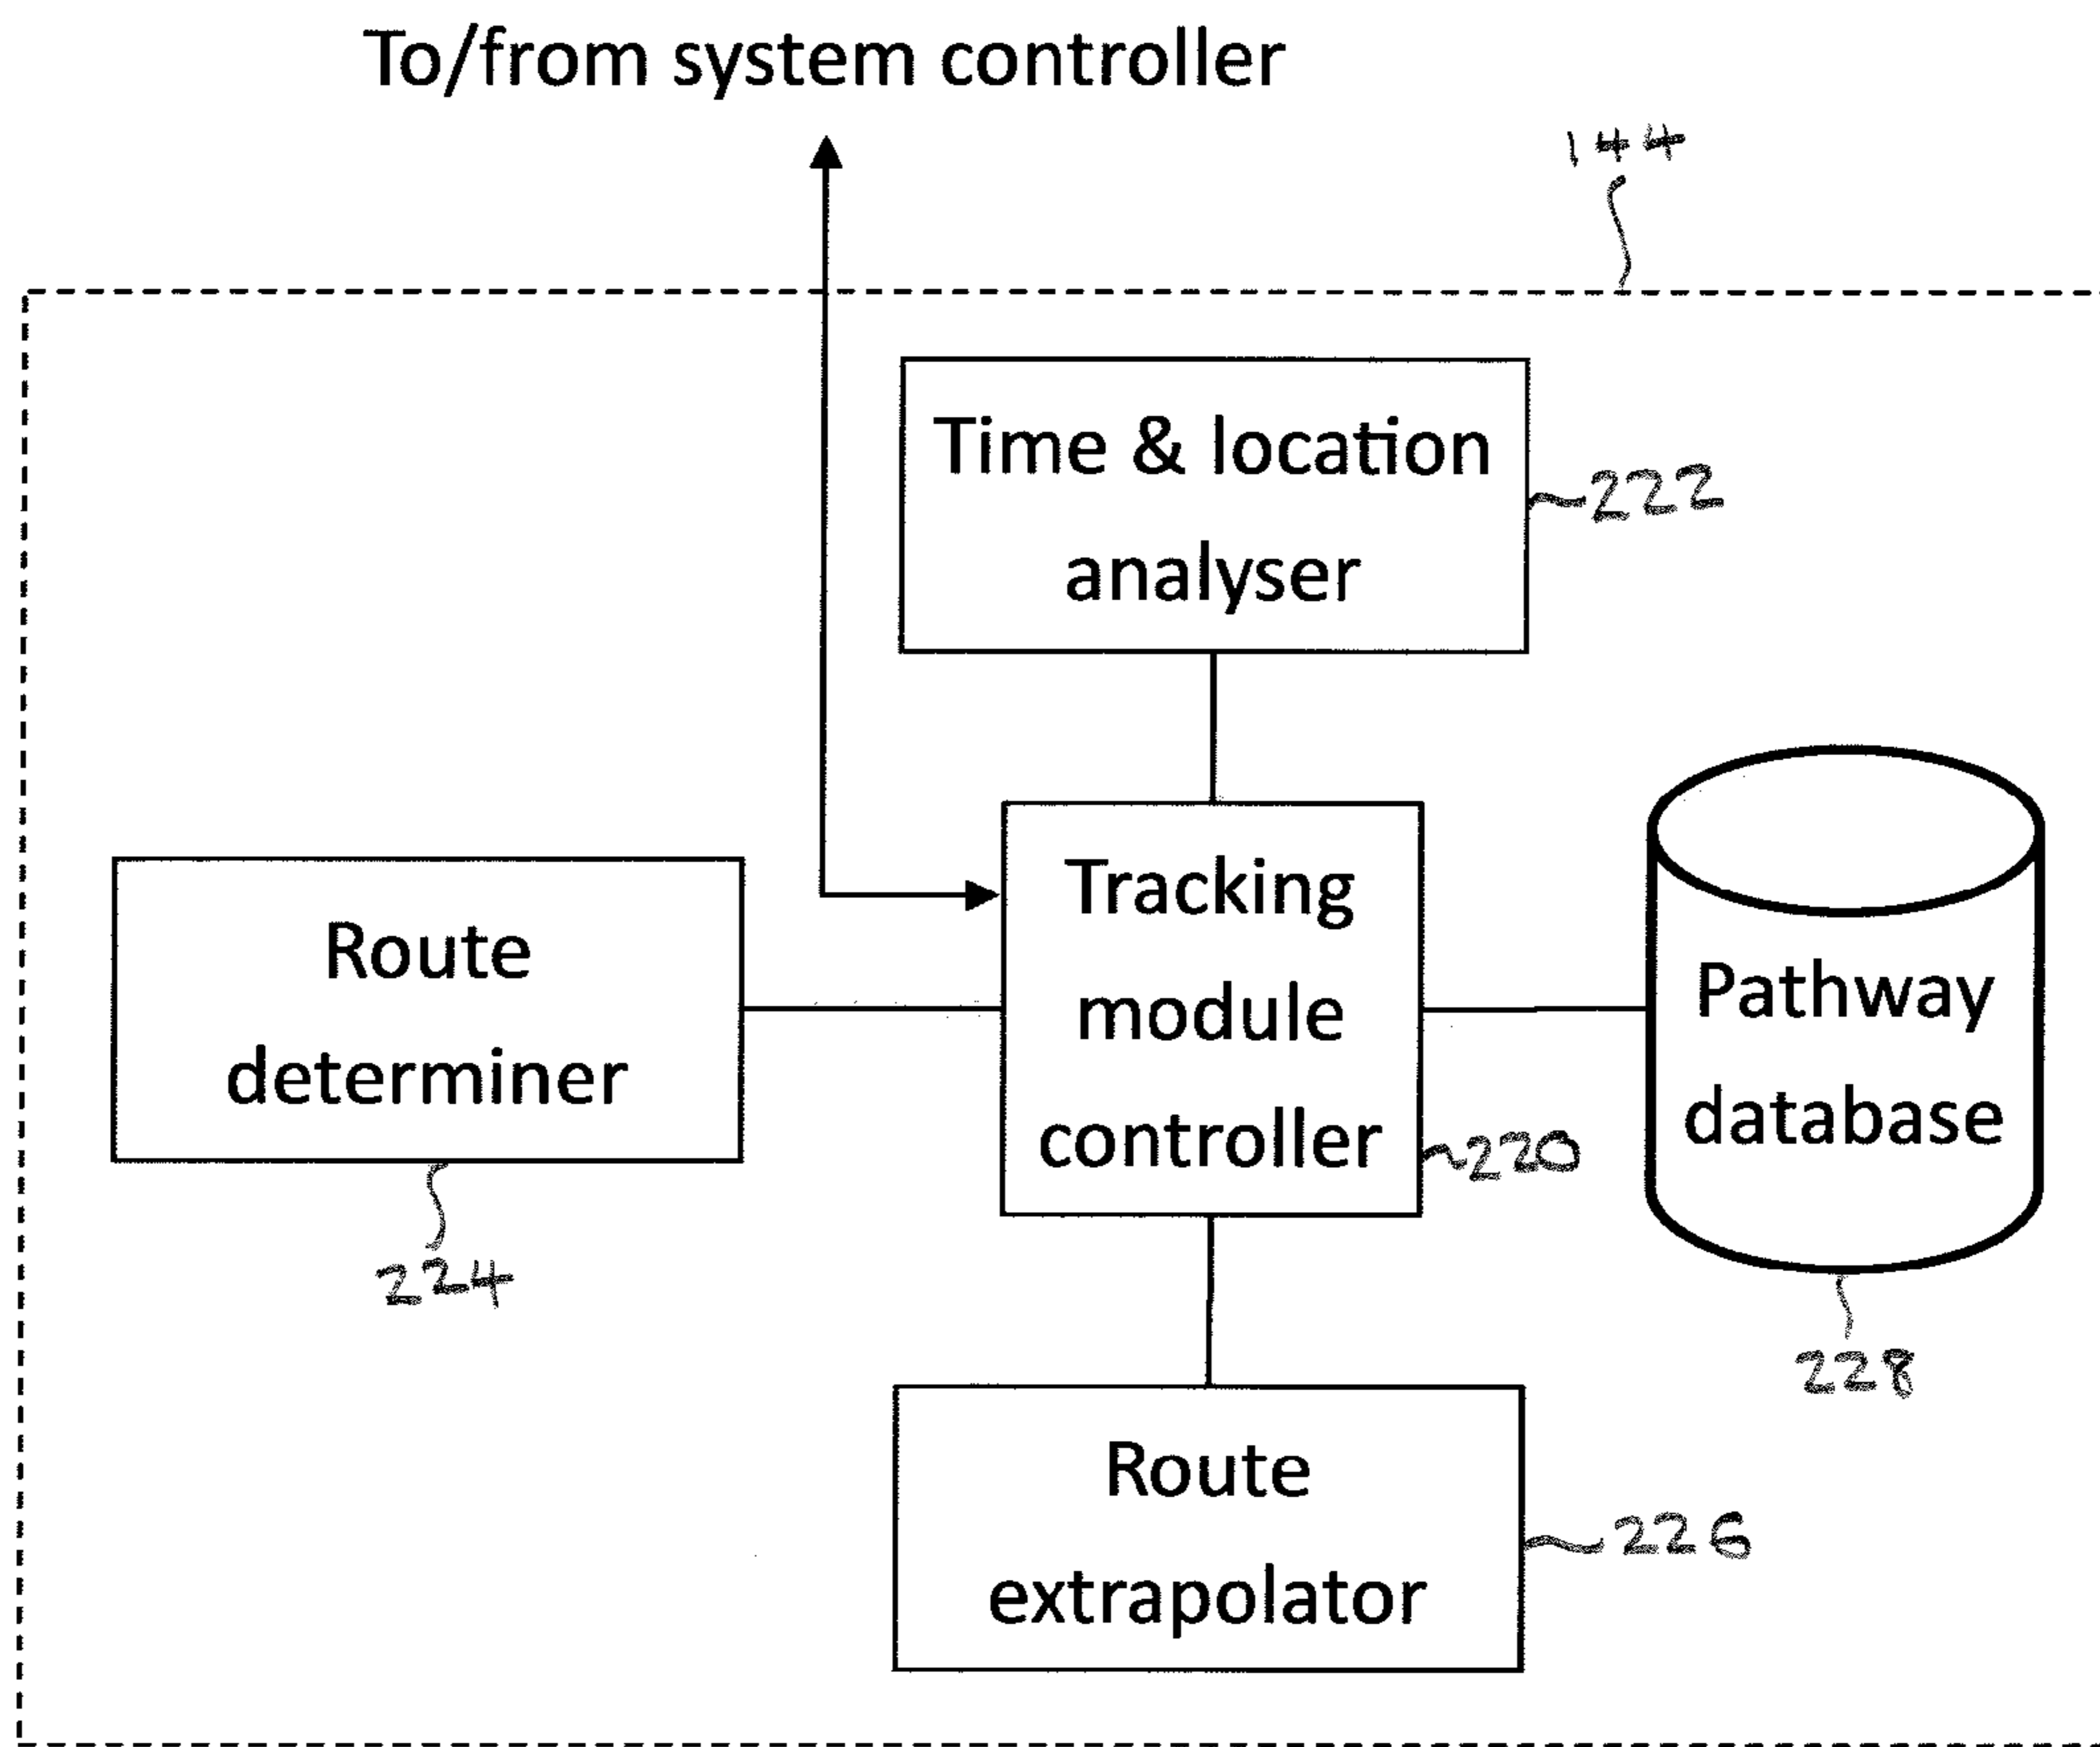 To/from system controller
144
Time & location
analyser
222
Tracking
module
controller
220
Route
determiner
224
Pathway
database
228
Route
extrapolator
226